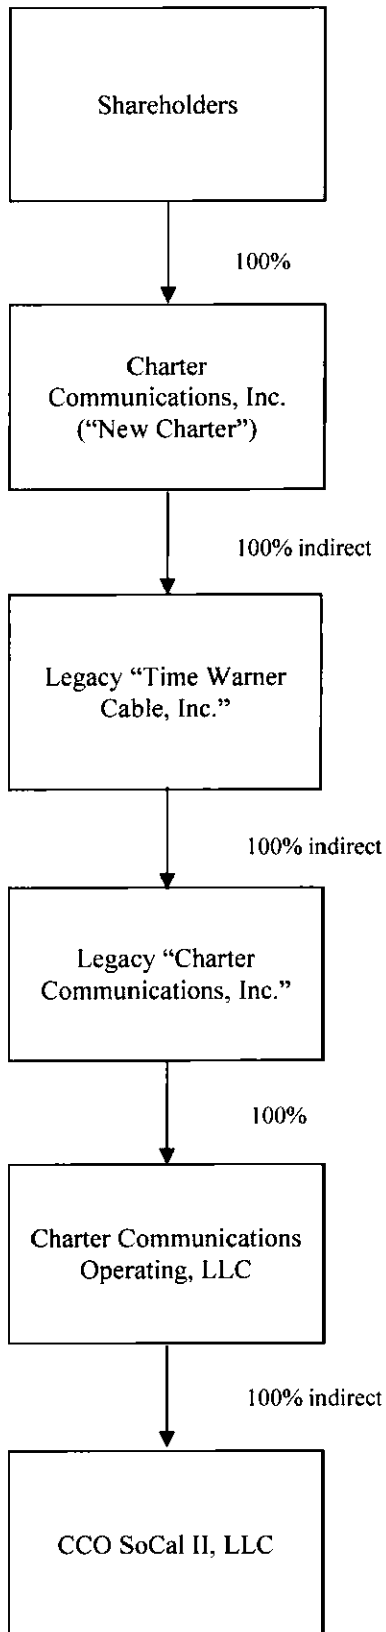 Shareholders
100%
Charter
Communications, Inc.
(“New Charter”)
100% indirect
Legacy “Time Warner
Cable, Inc.”
100% indirect
Legacy “Charter
Communications, Inc.”
100%
Charter Communications
Operating, LLC
100% indirect
CCO SoCal II, LLC